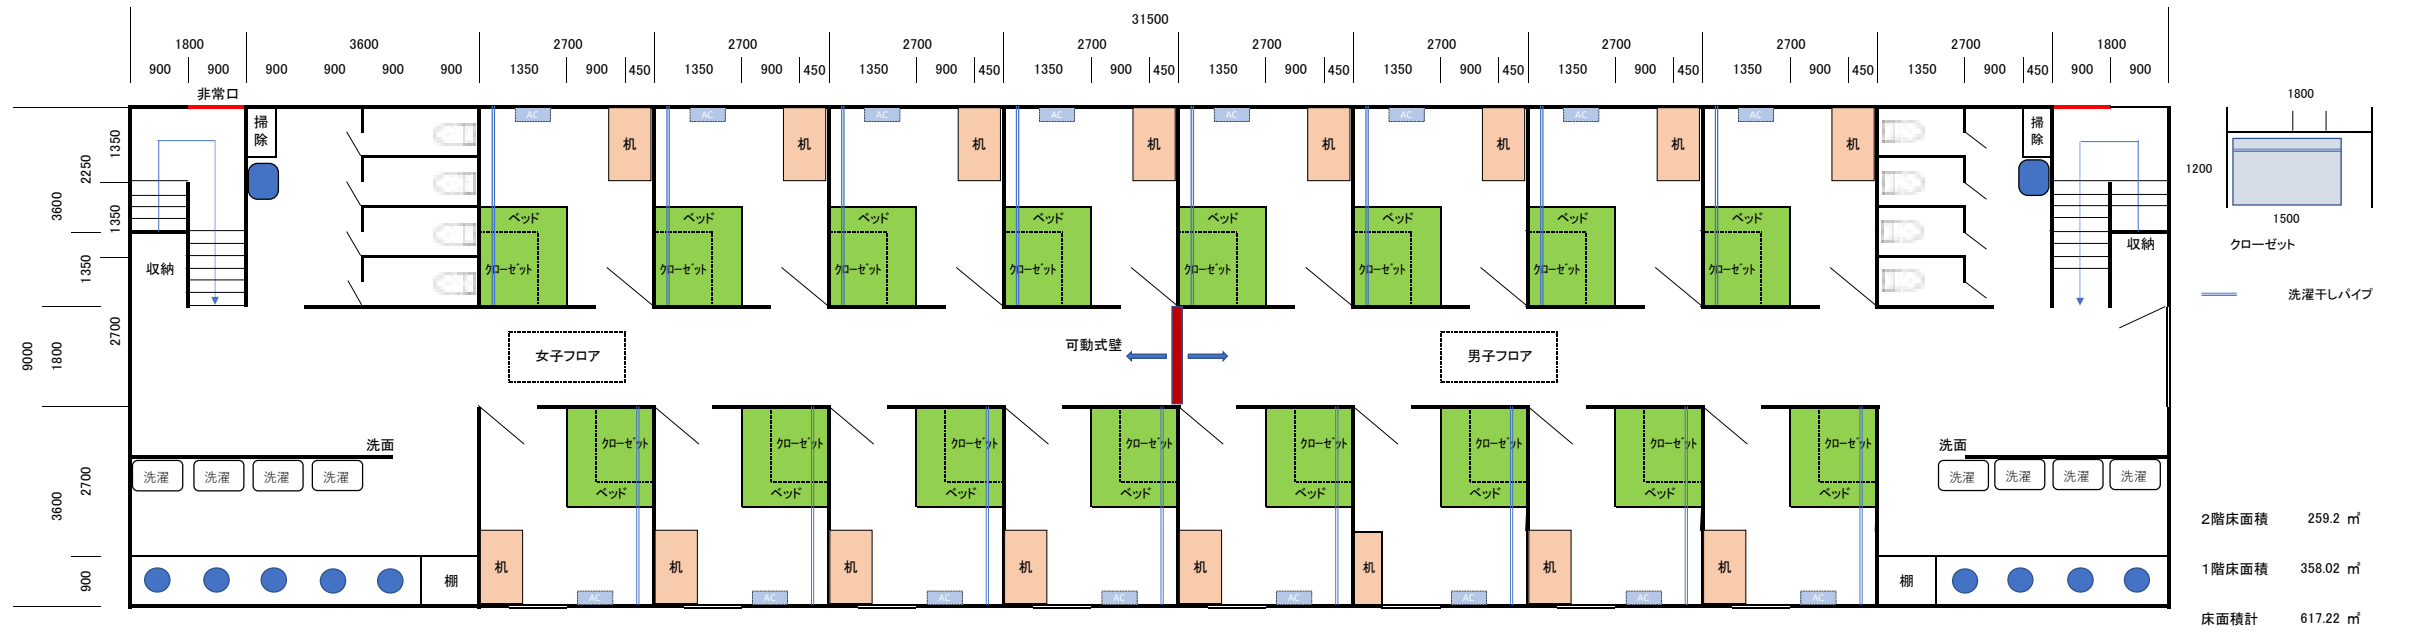 31500
1800 3600 2700 2700 2700 2700 2700 2700 2700 2700 2700 1800
900 900 900 900 900 900 1350 900 450 1350 900 450 1350 900 450 1350 900 450 1350 900 450 1350 900 450 1350 900 450 1350 900 450 1350 900 450 900 900
非常口
1800
掃除
AC AC AC AC AC AC AC AC
掃除
1350
机 机 机 机 机 机 机 机
2250
1200
3600
1350
ベッド ベッド ベッド ベッド ベッド ベッド ベッド ベッド
1500
収納
クローゼット クローゼット クローゼット クローゼット クローゼット クローゼット クローゼット クローゼット
収納
クローゼット
1350
洗濯干しパイプ
2700
9000
1800
女子フロア
可動式壁
男子フロア
洗面
クローゼット クローゼット クローゼット クローゼット クローゼット クローゼット クローゼット クローゼット
洗面
洗濯 洗濯 洗濯 洗濯
洗濯 洗濯 洗濯 洗濯
2700
ベッド ベッド ベッド ベッド ベッド ベッド ベッド ベッド
3600
2階床面積 259.2 ㎡
机 机 机 机 机 机 机 机
1階床面積 358.02 ㎡
900
棚
棚
AC AC AC AC AC AC AC AC
床面積計 617.22 ㎡